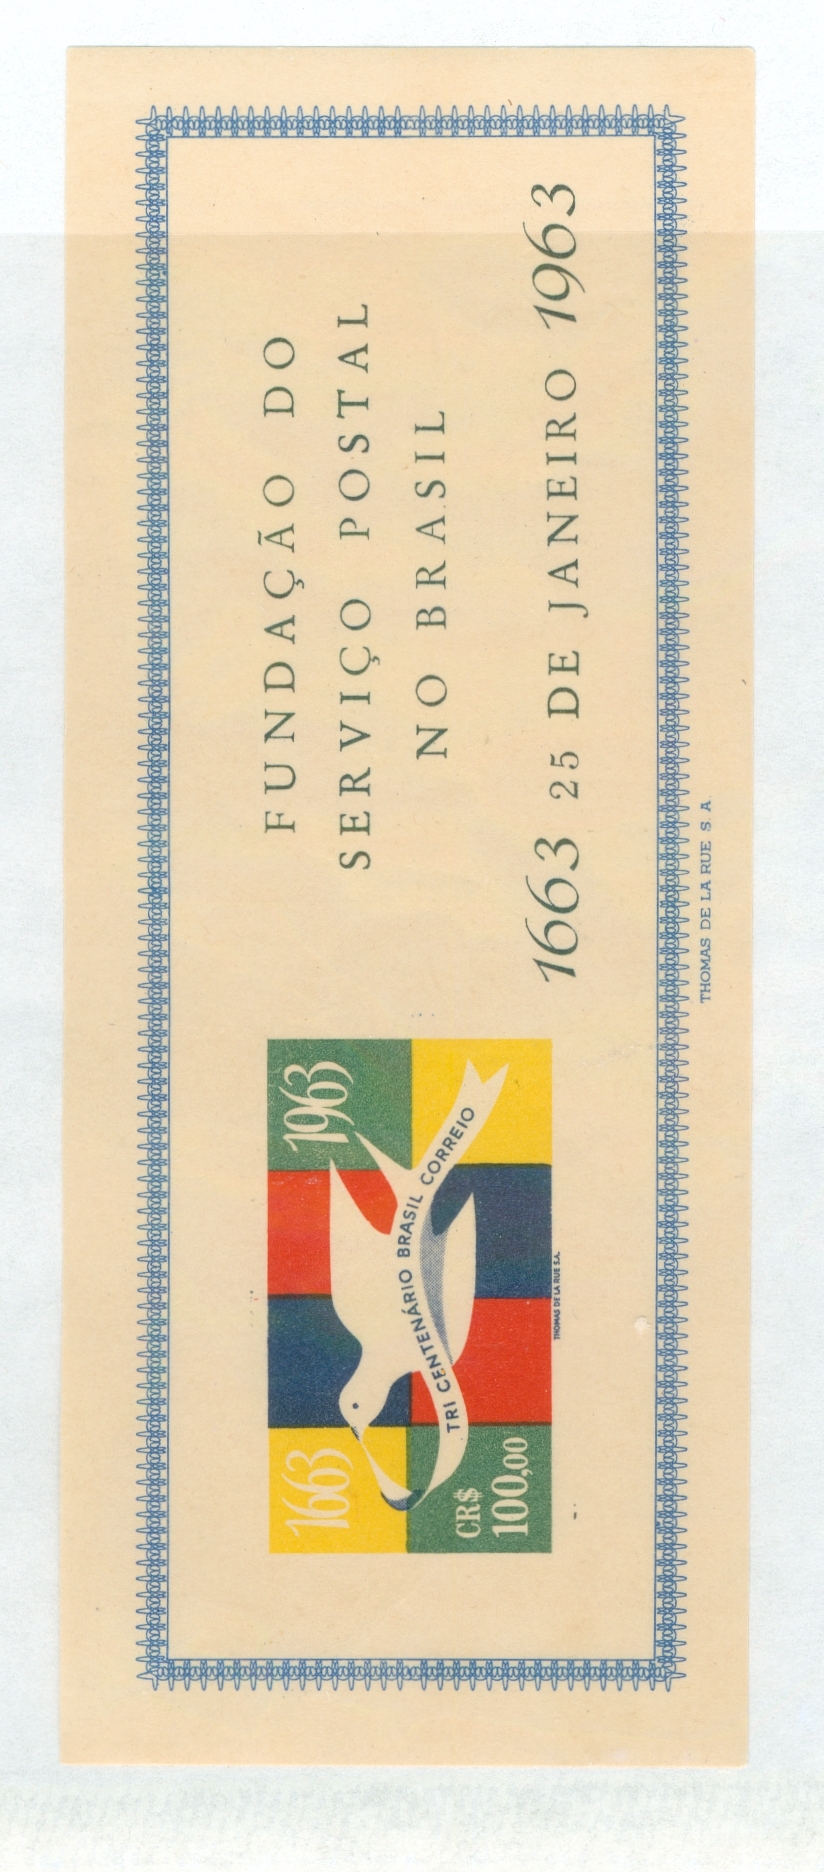 FUNDAÇÃO DO
SERVIÇO POSTAL
NO BRASIL
1663 25 DE JANEIRO 1963
1663
1963
TRI CENTENÁRIO BRASIL CORREIO
CR$
100,00
THOMAS DE LA RUE S.A.
THOMAS DE LA RUE S. A.